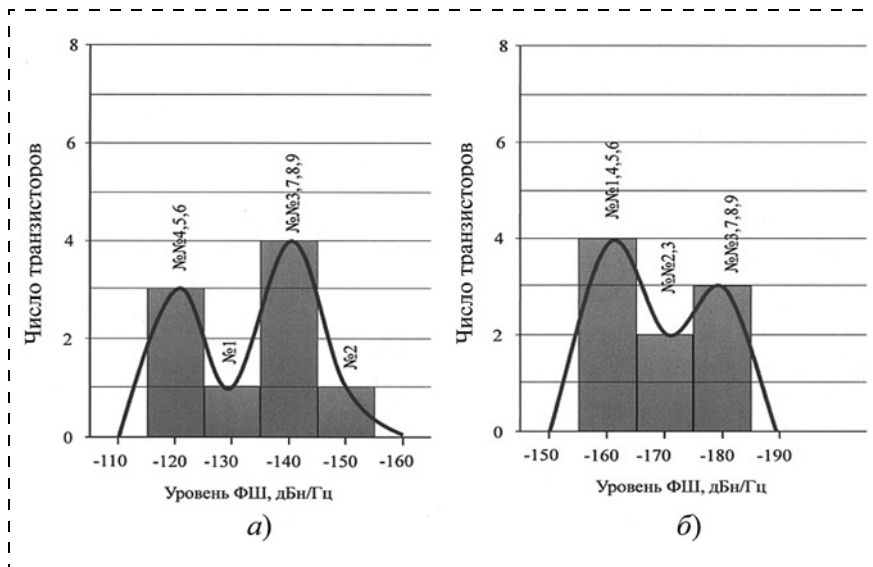 8
6
4
2
0
Число транзисторов
№№4,5,6
№1
№№3,7,8,9
№2
-110 -120 -130 -140 -150 -160
Уровень ФШ, дБн/Гц
а)
8
6
4
2
0
Число транзисторов
№№1,4,5,6
№№2,3
№№3,7,8,9
-150 -160 -170 -180 -190
Уровень ФШ, дБн/Гц
б)